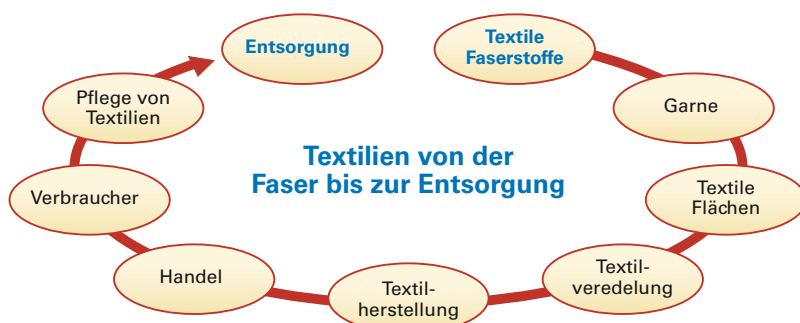 Entsorgung
Textile
Faserstoffe
Pflege von
Textilien
Garne
Textilien von der
Faser bis zur Entsorgung
Verbraucher
Textile
Flächen
Handel
Textil-
veredelung
Textil-
herstellung